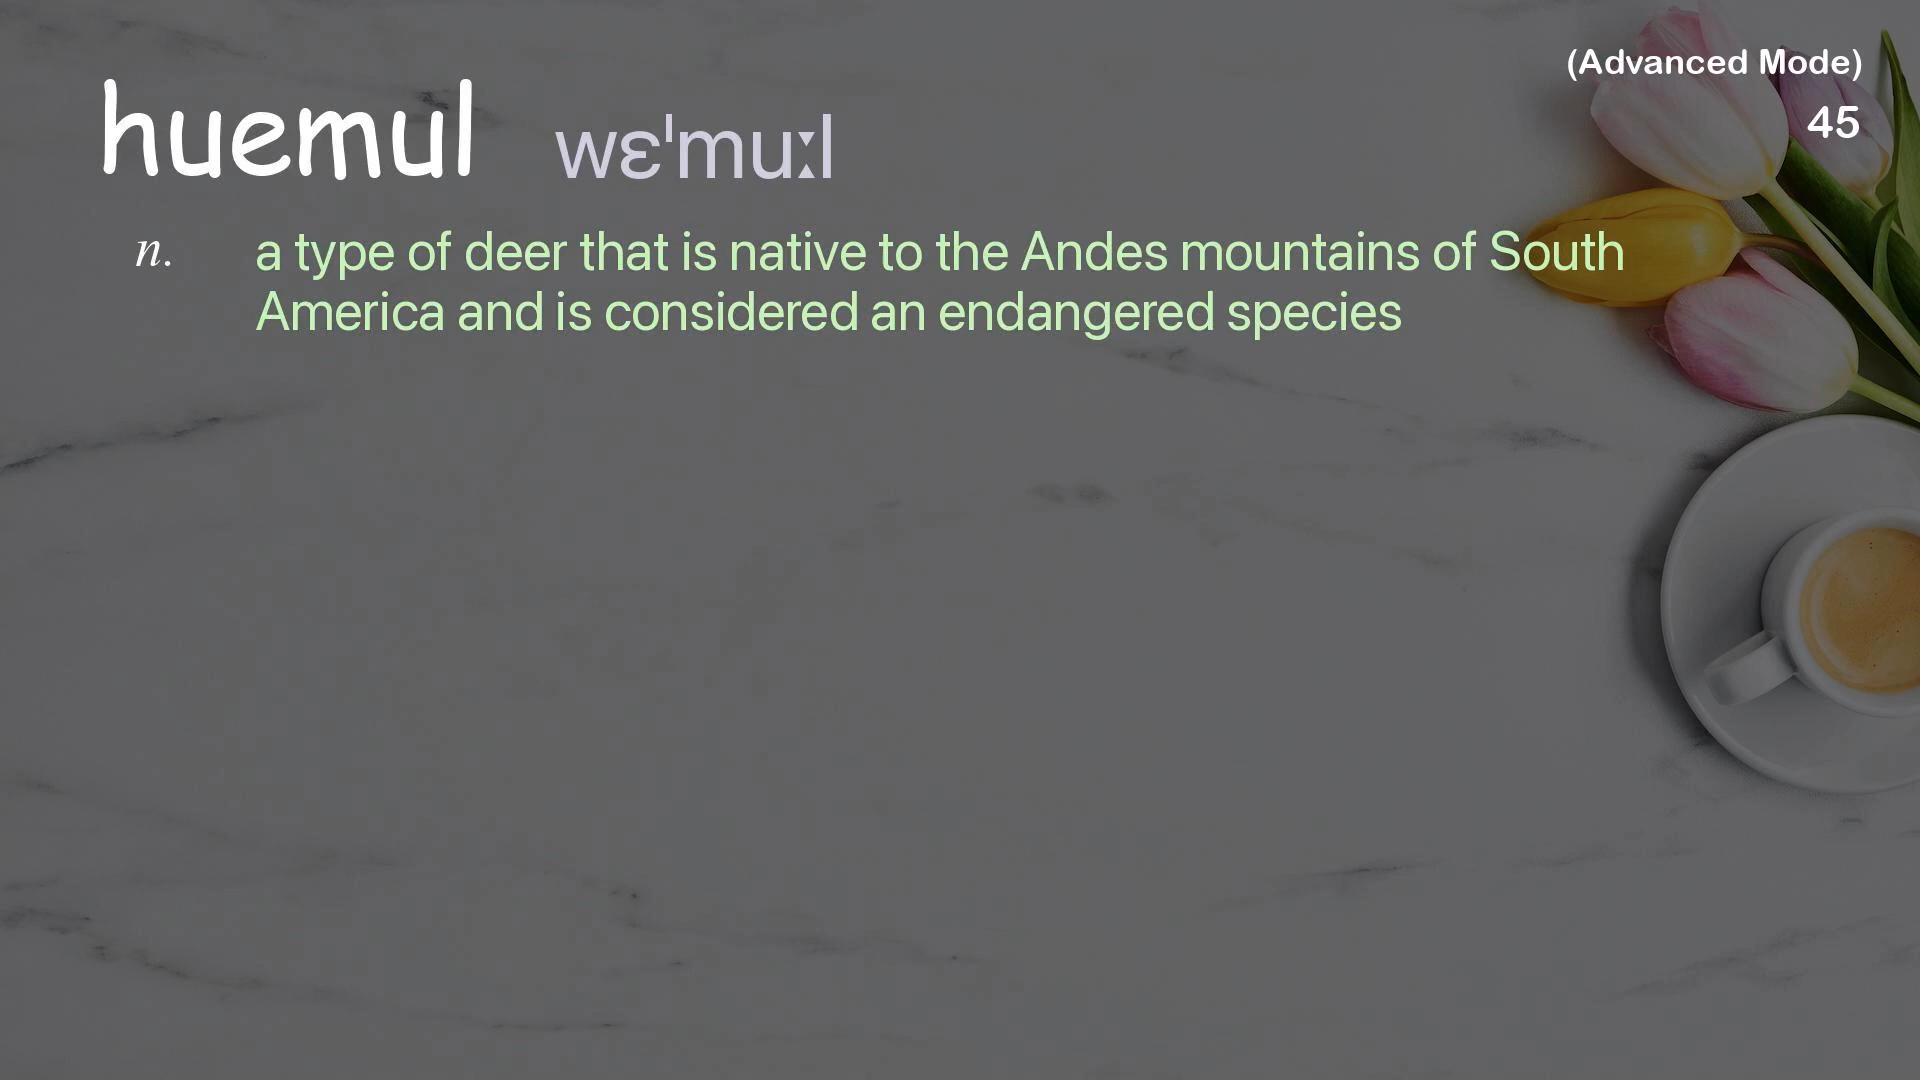 (Advanced Mode)
45
huemul wɛˈmuːl
n. a type of deer that is native to the Andes mountains of South
America and is considered an endangered species